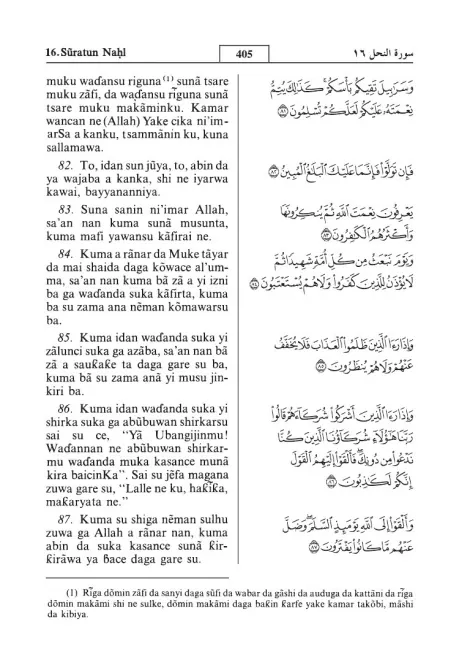 16. Sūratun Naḥl
405
سورة النحل ١٦
muku waɗansu riguna⁽¹⁾ sunā tsare
muku zāfi, da waɗansu r̃īguna sunā
tsare muku makāminku. Kamar
wancan ne (Allah) Yake cika ni'im-
arSa a kanku, tsammānin ku, kuna
sallamawa.
82. To, idan sun jūya, to, abin da
ya wajaba a kanka, shi ne iyarwa
kawai, bayyananniya.
83. Suna sanin ni'imar Allah,
sa'an nan kuma sunā musunta,
kuma mafi yawansu kāfirai ne.
84. Kuma a rānar da Muke tāyar
da mai shaida daga kōwace al'um-
ma, sa'an nan kuma bā zā a yi izni
ba ga waɗanda suka kāfirta, kuma
ba su zama ana nēman kōmawarsu
ba.
85. Kuma idan waɗanda suka yi
zālunci suka ga azāba, sa'an nan bā
zā a sauƙaƙe ta daga gare su ba,
kuma bā su zama anā yi musu jin-
kiri ba.
86. Kuma idan waɗanda suka yi
shirka suka ga abūbuwan shirkarsu
sai su ce, "Yā Ubangijinmu!
Waɗannan ne abūbuwan shirkar-
mu waɗanda muka kasance munā
kira baicinKa". Sai su jēfa magana
zuwa gare su, "Lalle ne ku, haƙīƙa,
maƙaryata ne."
87. Kuma su shiga nēman sulhu
zuwa ga Allah a rānar nan, kuma
abin da suka kasance sunā ƙir-
ƙirāwa ya ɓace daga gare su.
وَسَرَٰبِيلَ تَقِيكُم بَأْسَكُمْ ۚ كَذَٰلِكَ يُتِمُّ
نِعْمَتَهُۥ عَلَيْكُمْ لَعَلَّكُمْ تُسْلِمُونَ ۝٨١
فَإِن تَوَلَّوْا۟ فَإِنَّمَا عَلَيْكَ ٱلْبَلَٰغُ ٱلْمُبِينُ ۝٨٢
يَعْرِفُونَ نِعْمَتَ ٱللَّهِ ثُمَّ يُنكِرُونَهَا
وَأَكْثَرُهُمُ ٱلْكَٰفِرُونَ ۝٨٣
وَيَوْمَ نَبْعَثُ مِن كُلِّ أُمَّةٍ شَهِيدًا ثُمَّ
لَا يُؤْذَنُ لِلَّذِينَ كَفَرُوا۟ وَلَا هُمْ يُسْتَعْتَبُونَ ۝٨٤
وَإِذَا رَءَا ٱلَّذِينَ ظَلَمُوا۟ ٱلْعَذَابَ فَلَا يُخَفَّفُ
عَنْهُمْ وَلَا هُمْ يُنظَرُونَ ۝٨٥
وَإِذَا رَءَا ٱلَّذِينَ أَشْرَكُوا۟ شُرَكَآءَهُمْ قَالُوا۟
رَبَّنَا هَٰٓؤُلَآءِ شُرَكَآؤُنَا ٱلَّذِينَ كُنَّا
نَدْعُوا۟ مِن دُونِكَ ۖ فَأَلْقَوْا۟ إِلَيْهِمُ ٱلْقَوْلَ
إِنَّكُمْ لَكَٰذِبُونَ ۝٨٦
وَأَلْقَوْا۟ إِلَى ٱللَّهِ يَوْمَئِذٍ ٱلسَّلَمَ ۖ وَضَلَّ
عَنْهُم مَّا كَانُوا۟ يَفْتَرُونَ ۝٨٧
(1) R̃īga dōmin zāfi da sanyi daga sūfi da wabar da gāshi da auduga da kattāni da r̃īga
dōmin makāmi shi ne sulke, dōmin makāmi daga baƙin ƙarfe yake kamar takōbi, māshi
da kibiya.